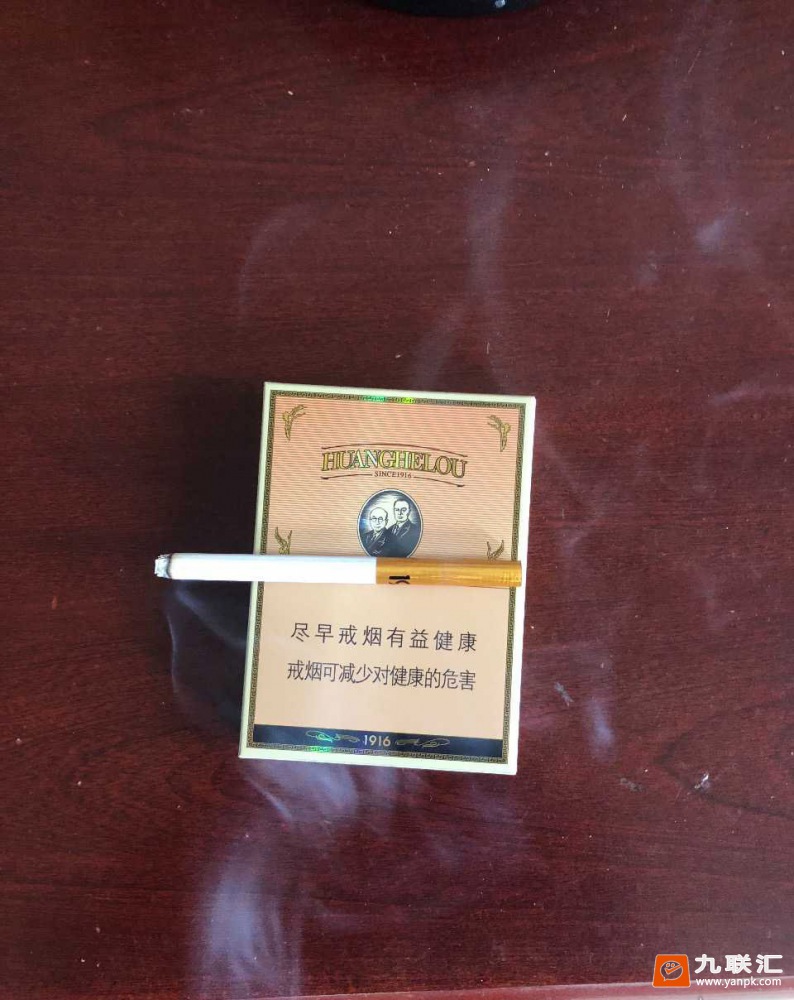 HUANGHELOU
SINCE 1916
19
尽早戒烟有益健康
戒烟可减少对健康的危害
1916
九联汇
www.yanpk.com